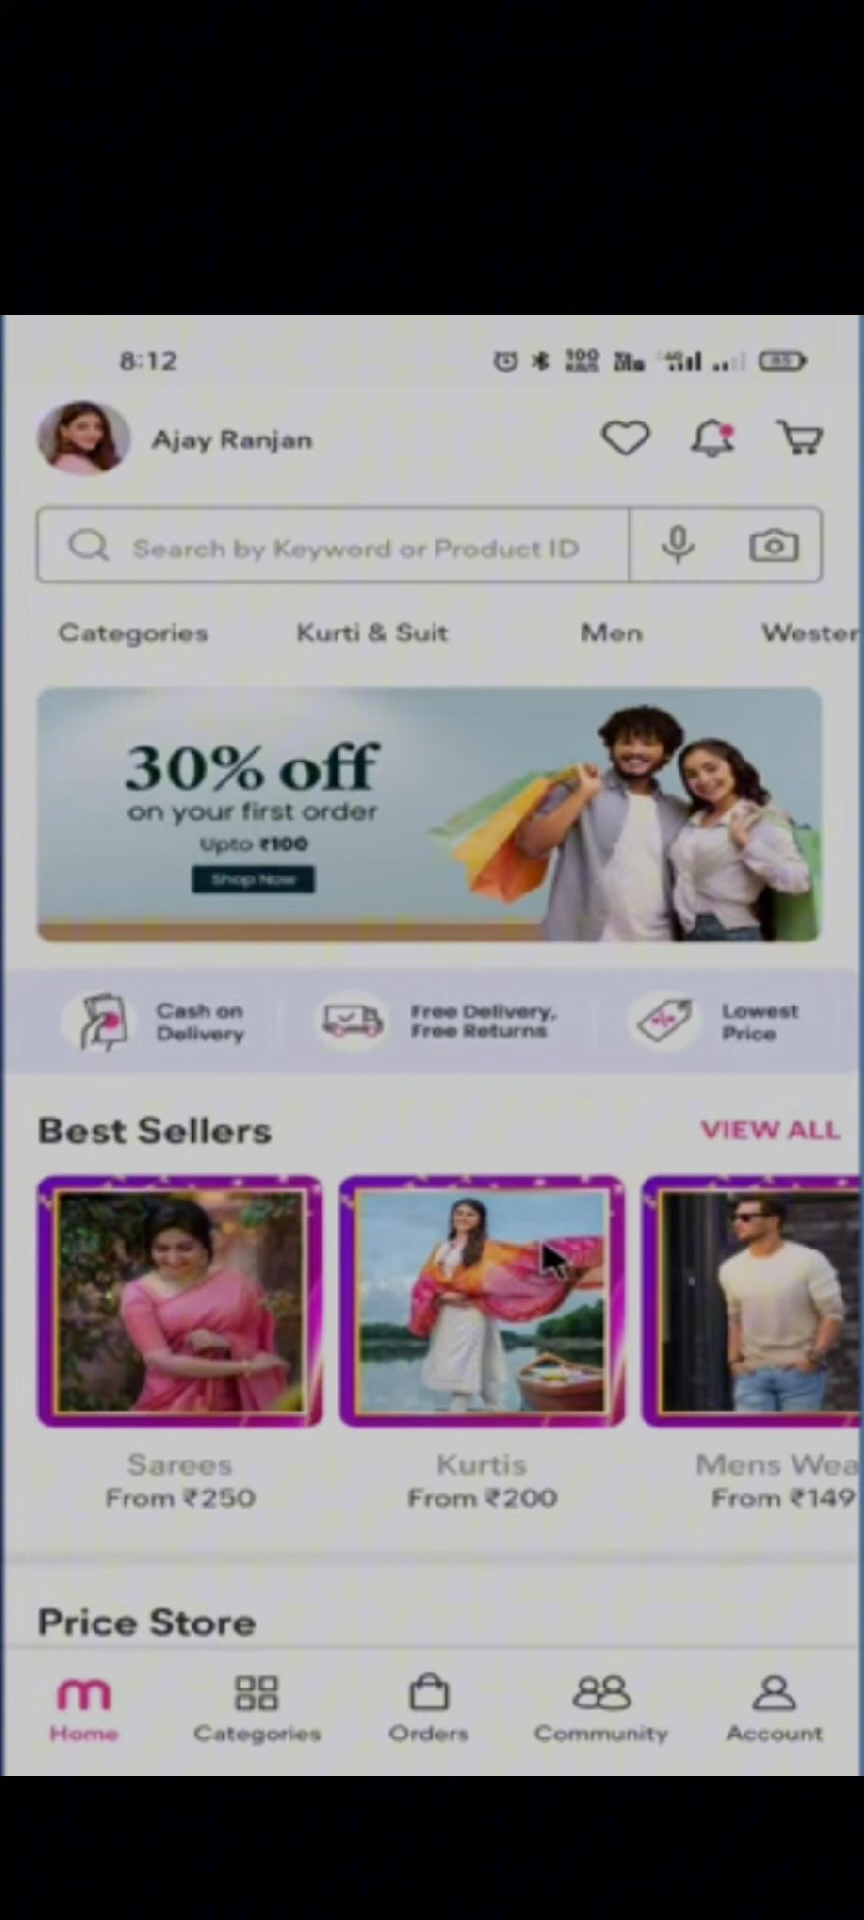 8:12
100
85
Ajay Ranjan
Search by Keyword or Product ID
Categories
Kurti & Suit
Men
Wester
30% off
on your first order
Upto ₹100
Shop Now
Cash on
Delivery
Free Delivery,
Free Returns
Lowest
Price
Best Sellers
VIEW ALL
Sarees
From ₹250
Kurtis
From ₹200
Mens Wea
From ₹149
Price Store
m
Home
Categories
Orders
Community
Account